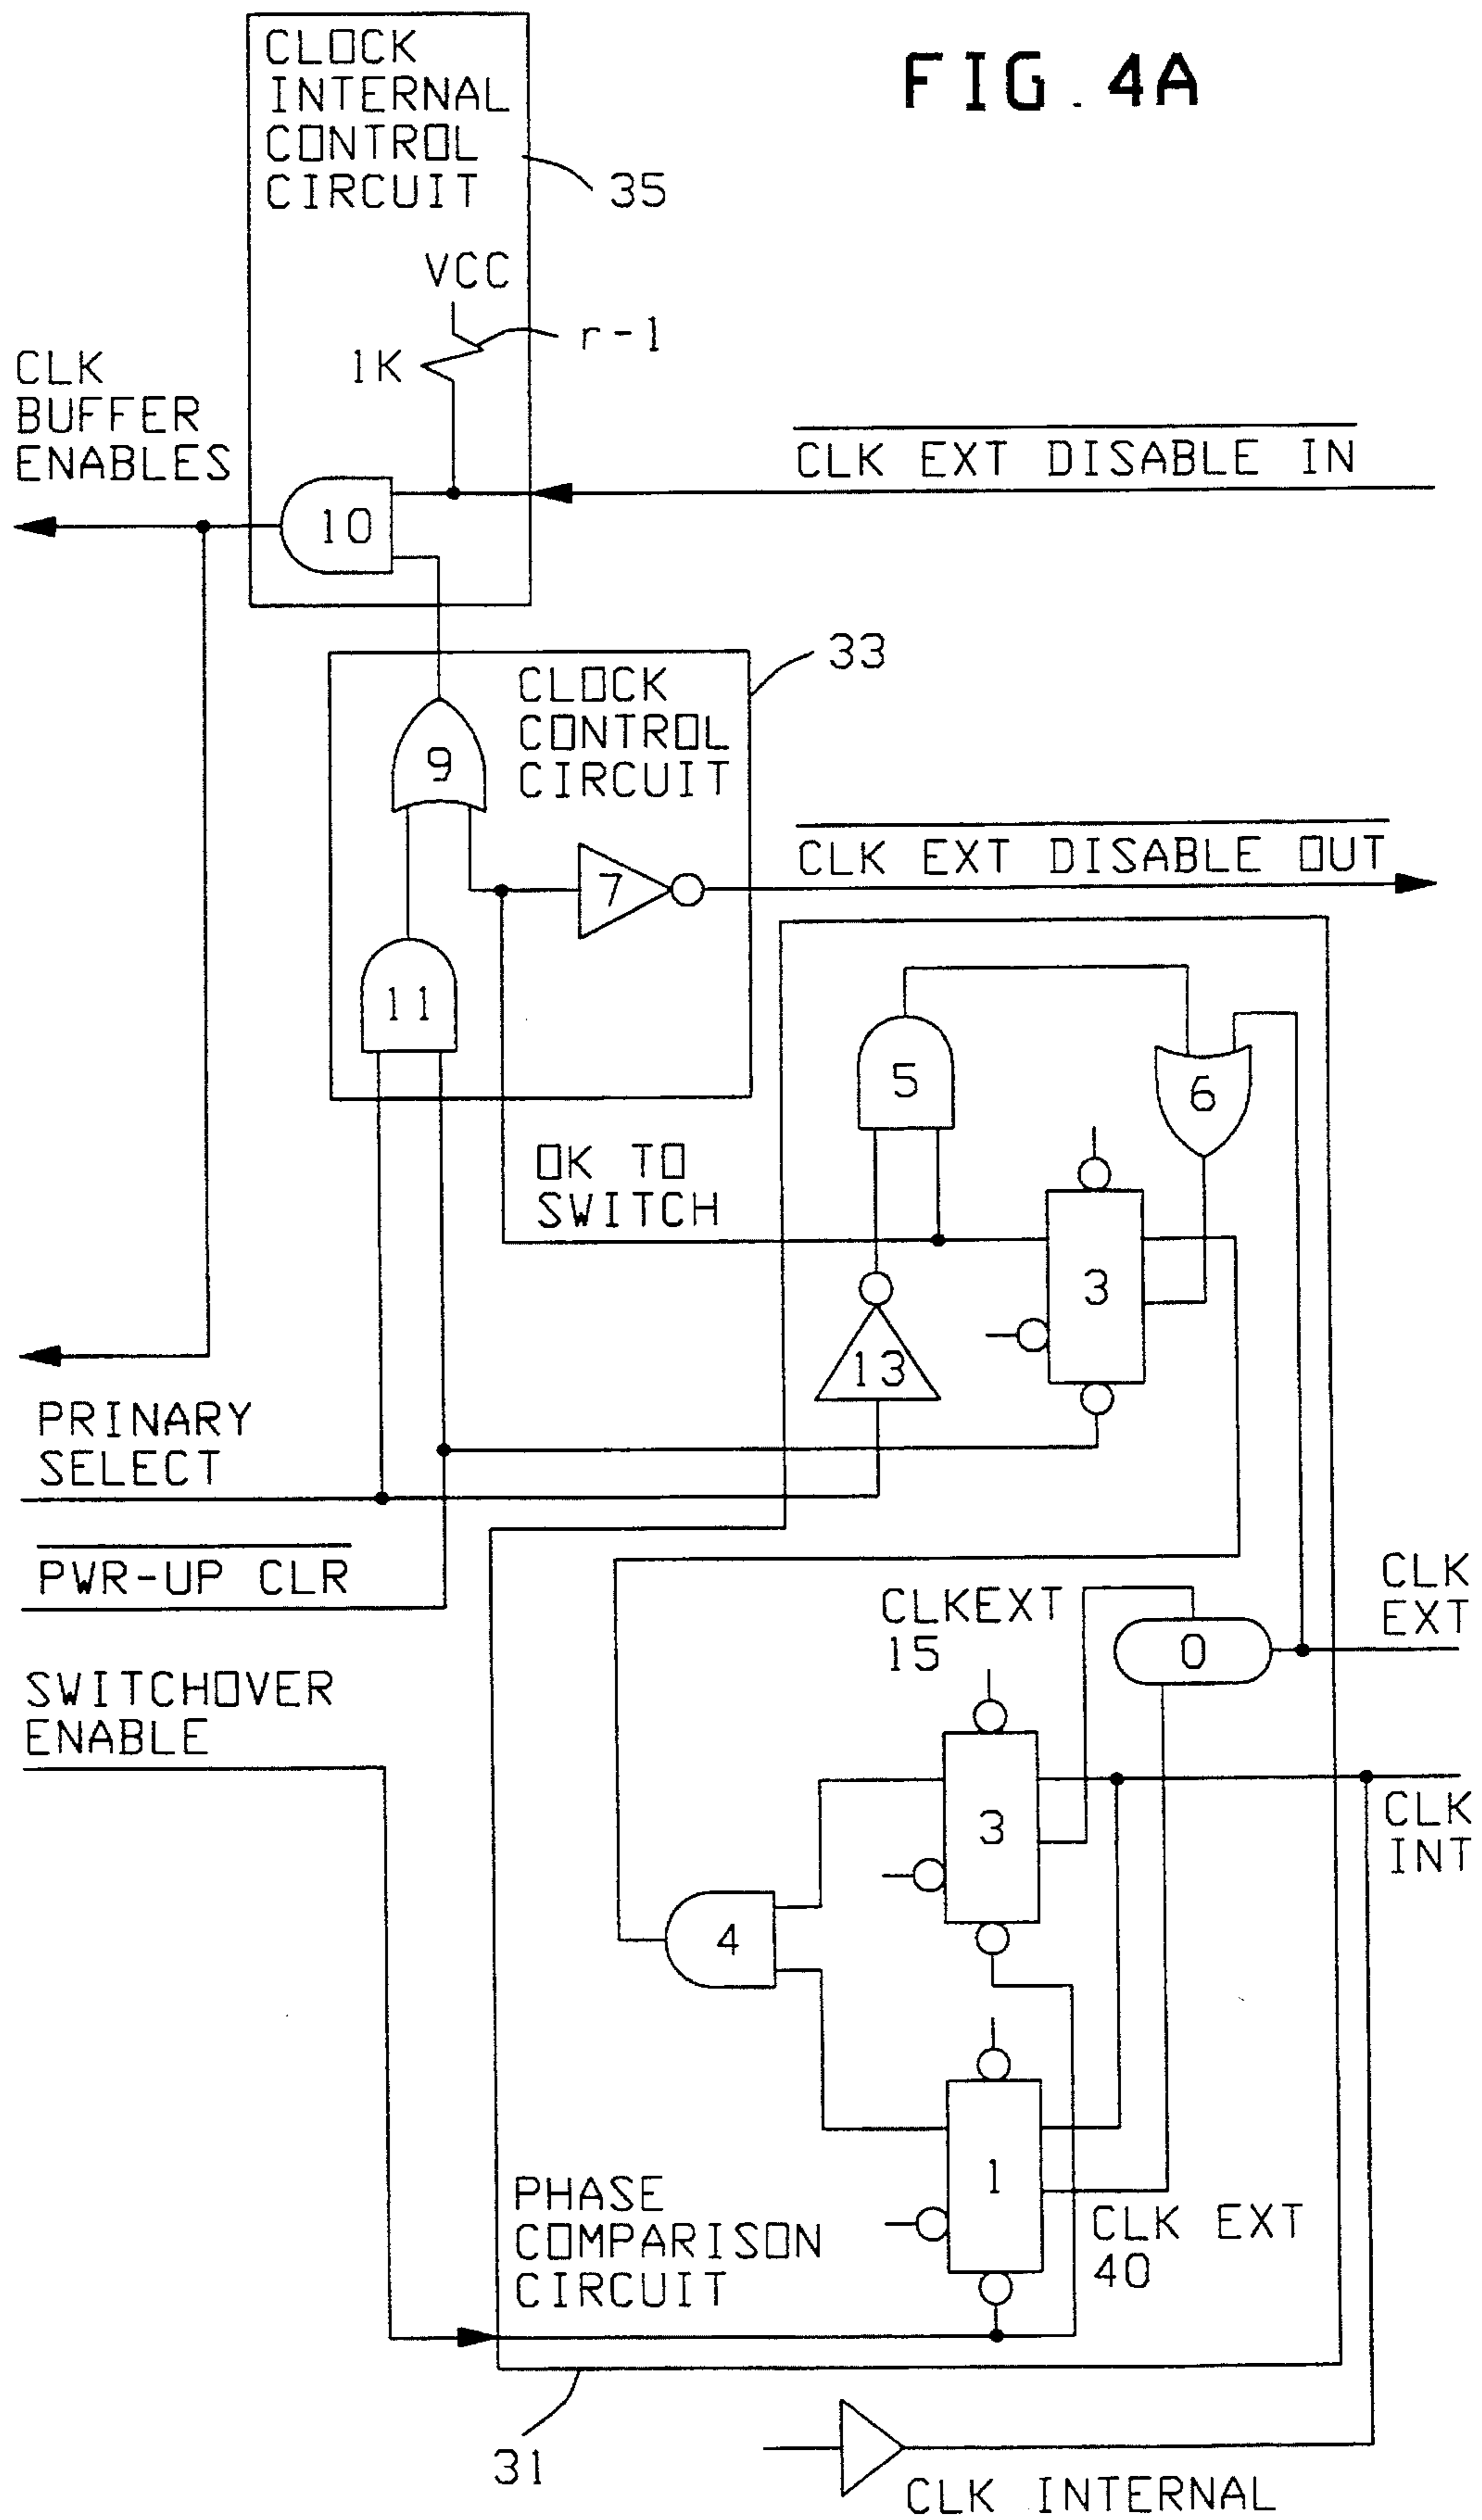 FIG. 4A
CLOCK
INTERNAL
CONTROL
CIRCUIT
35
VCC
r-1
1K
CLK
BUFFER
ENABLES
CLK EXT DISABLE IN
10
33
CLOCK
CONTROL
CIRCUIT
9
CLK EXT DISABLE OUT
7
11
5
6
OK TO
SWITCH
3
13
PRINARY
SELECT
PWR-UP CLR
CLK
EXT
CLKEXT
15
0
SWITCHOVER
ENABLE
3
CLK
INT
4
1
PHASE
COMPARISON
CIRCUIT
CLK EXT
40
31
CLK INTERNAL